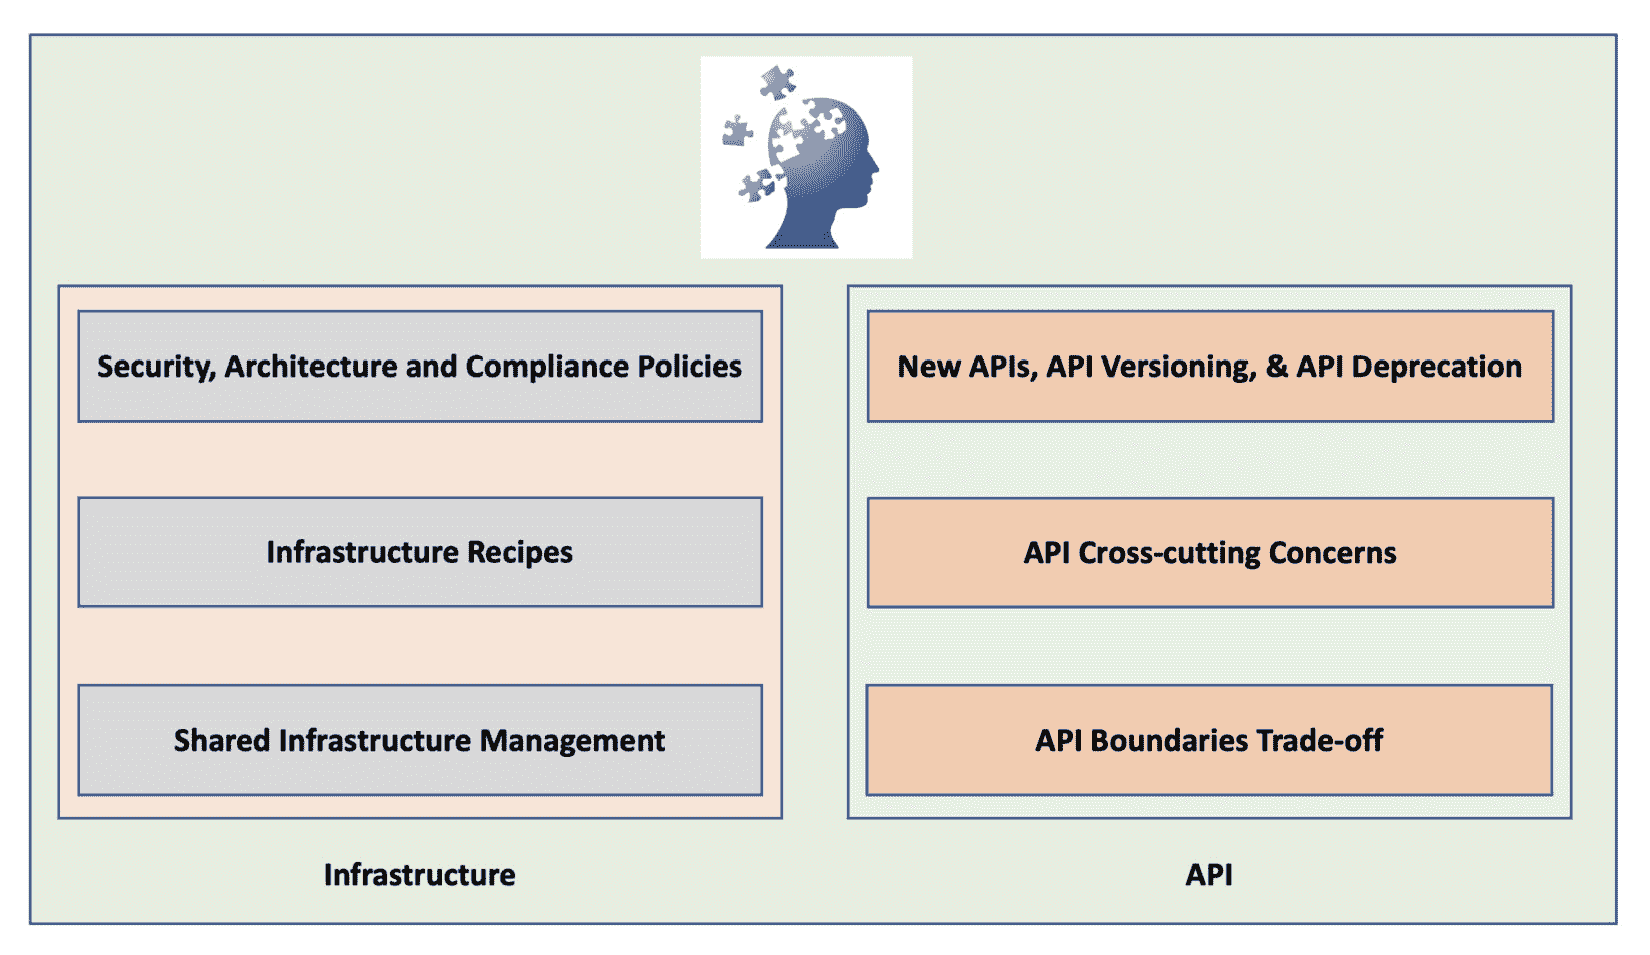 Security, Architecture and Compliance Policies
Infrastructure Recipes
Shared Infrastructure Management
Infrastructure
New APIs, API Versioning, & API Deprecation
API Cross-cutting Concerns
API Boundaries Trade-off
API